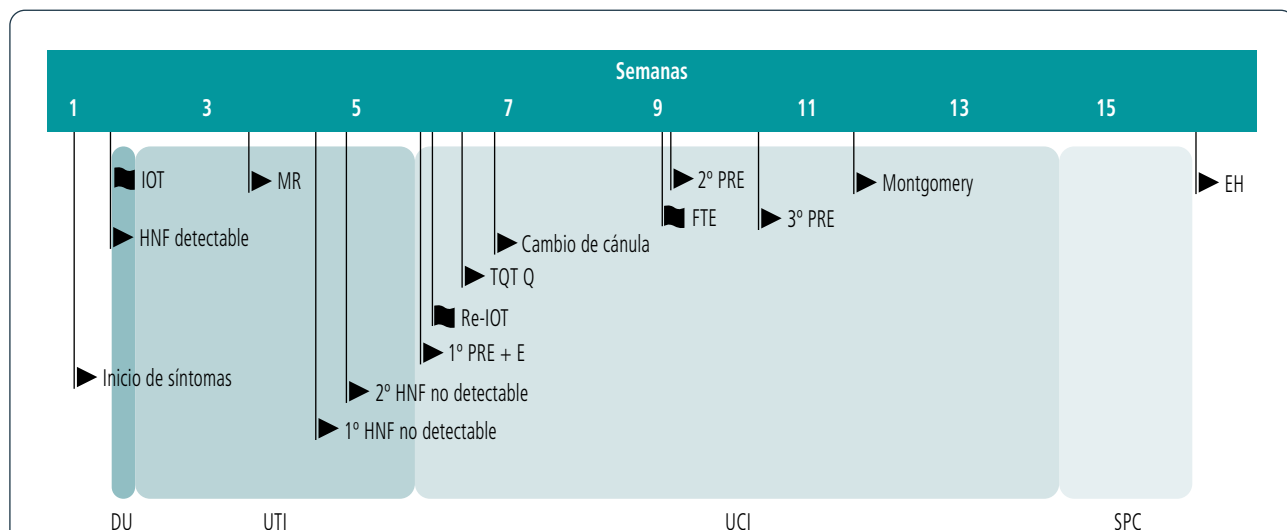 Semanas
1 3 5 7 9 11 13 15
IOT
MR
2º PRE
Montgomery
EH
FTE
3º PRE
HNF detectable
Cambio de cánula
TQT Q
Re-IOT
1º PRE + E
Inicio de síntomas
2º HNF no detectable
1º HNF no detectable
DU UTI UCI SPC